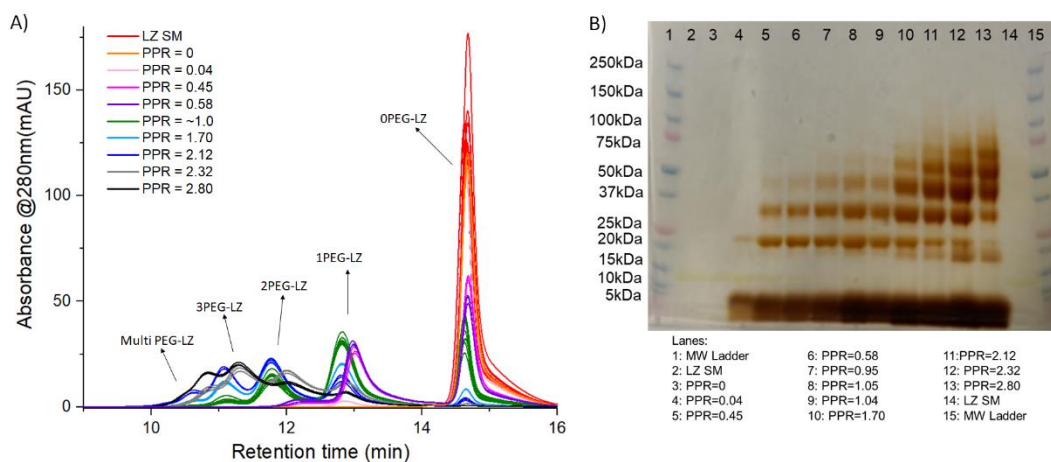 A)
LZ SM
PPR = 0
PPR = 0.04
PPR = 0.45
PPR = 0.58
PPR = ~1.0
PPR = 1.70
PPR = 2.12
PPR = 2.32
PPR = 2.80
0PEG-LZ
1PEG-LZ
2PEG-LZ
3PEG-LZ
Multi PEG-LZ
Absorbance @280nm(mAU)
150
100
50
0
10 12 14 16
Retention time (min)
B)
1 2 3 4 5 6 7 8 9 10 11 12 13 14 15
250kDa
150kDa
100kDa
75kDa
50kDa
37kDa
25kDa
20kDa
15kDa
10kDa
5kDa
Lanes:
1: MW Ladder 6: PPR=0.58 11:PPR=2.12
2: LZ SM 7: PPR=0.95 12: PPR=2.32
3: PPR=0 8: PPR=1.05 13: PPR=2.80
4: PPR=0.04 9: PPR=1.04 14: LZ SM
5: PPR=0.45 10: PPR=1.70 15: MW Ladder